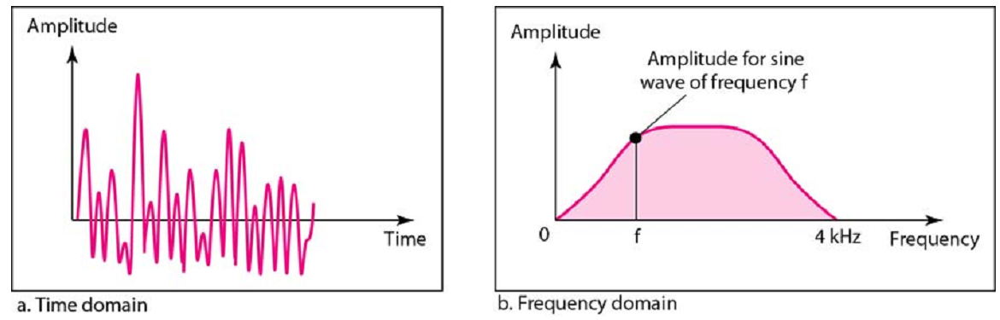 Amplitude
Time
a. Time domain
Amplitude
Amplitude for sine
wave of frequency f
0
f
4 kHz
Frequency
b. Frequency domain